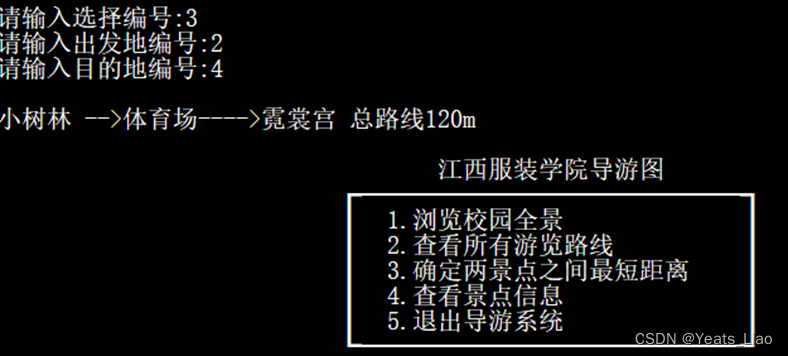 请输入选择编号:3
请输入出发地编号:2
请输入目的地编号:4
小树林 -->体育场---->霓裳宫 总路线120m
江西服装学院导游图
1.浏览校园全景
2.查看所有游览路线
3.确定两景点之间最短距离
4.查看景点信息
5.退出导游系统
CSDN @Yeats_Liao